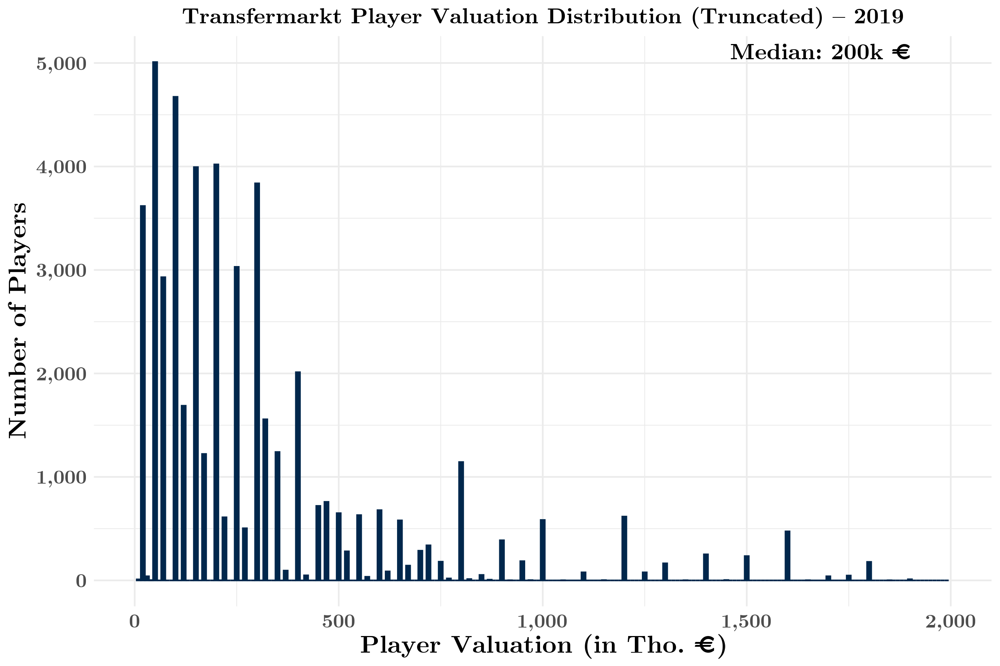 Transfermarkt Player Valuation Distribution (Truncated) – 2019
Median: 200k €
5,000
4,000
3,000
2,000
1,000
0
Number of Players
0 500 1,000 1,500 2,000
Player Valuation (in Tho. €)